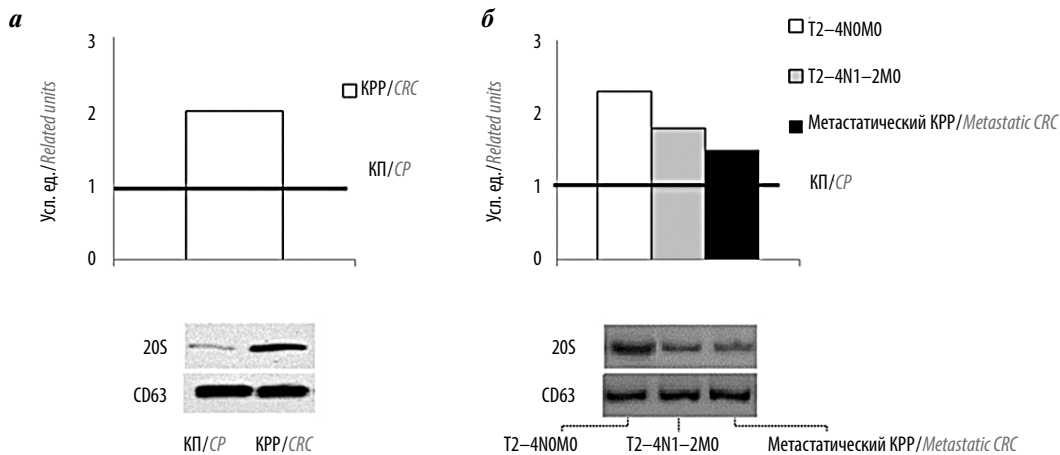 а
3
2
1
0
Усл. ед./Related units
КРР/CRC
КП/CP
20S
CD63
КП/CP
КРР/CRC
б
3
2
1
0
Усл. ед./Related units
T2–4N0M0
T2–4N1–2M0
Метастатический КРР/Metastatic CRC
КП/CP
20S
CD63
T2–4N0M0
T2–4N1–2M0
Метастатический КРР/Metastatic CRC